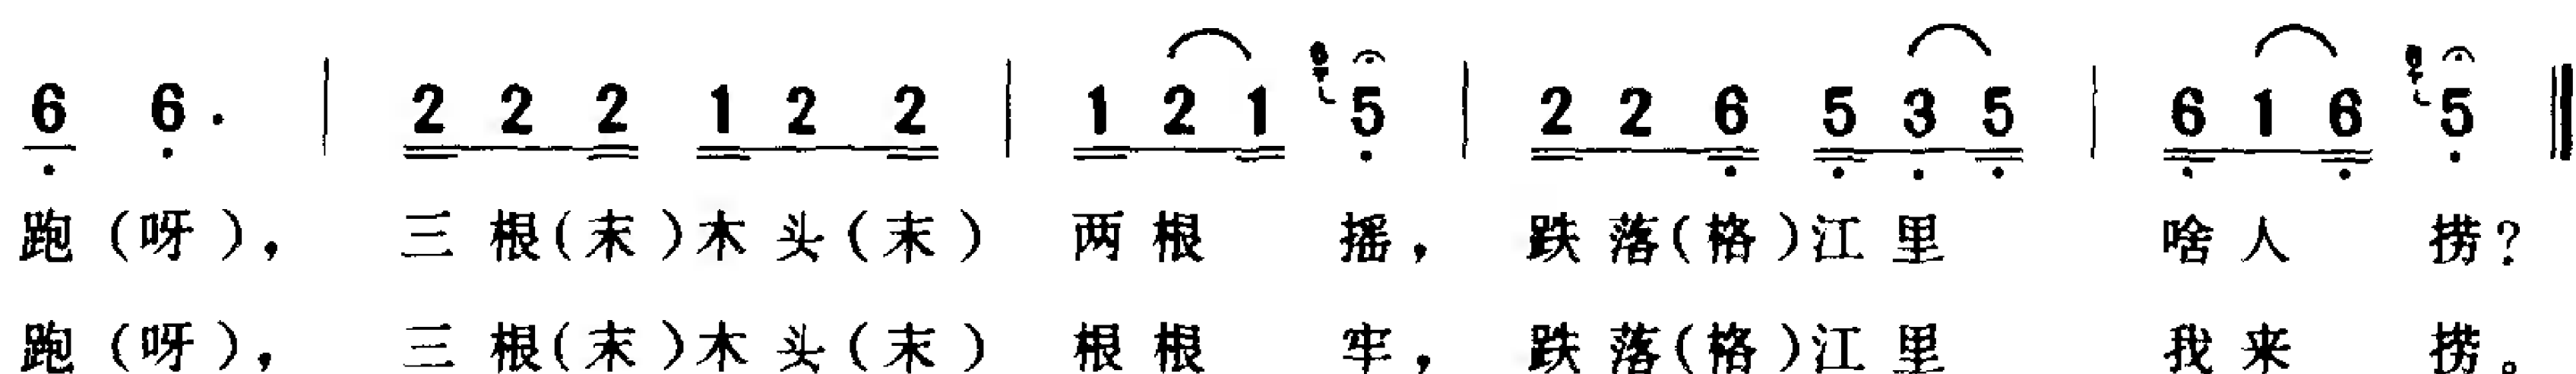 6 6. | 2 2 2 1 2 2 | 1 2 1 5 | 2 2 6 5 3 5 | 6 1 6 5 ‖
跑（呀），三根（末）木头（末）两根 摇，跌落（格）江里 啥人 捞？
跑（呀），三根（末）木头（末）根根 牢，跌落（格）江里 我来 捞。